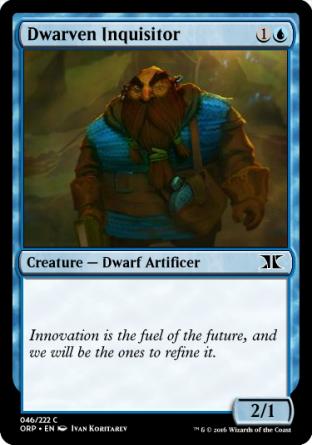 Dwarven Inquisitor 1
Creature — Dwarf Artificer
Innovation is the fuel of the future, and
we will be the ones to refine it.
2/1
046/222 C
ORP • EN Ivan Koritarev
™ & © 2016 Wizards of the Coast